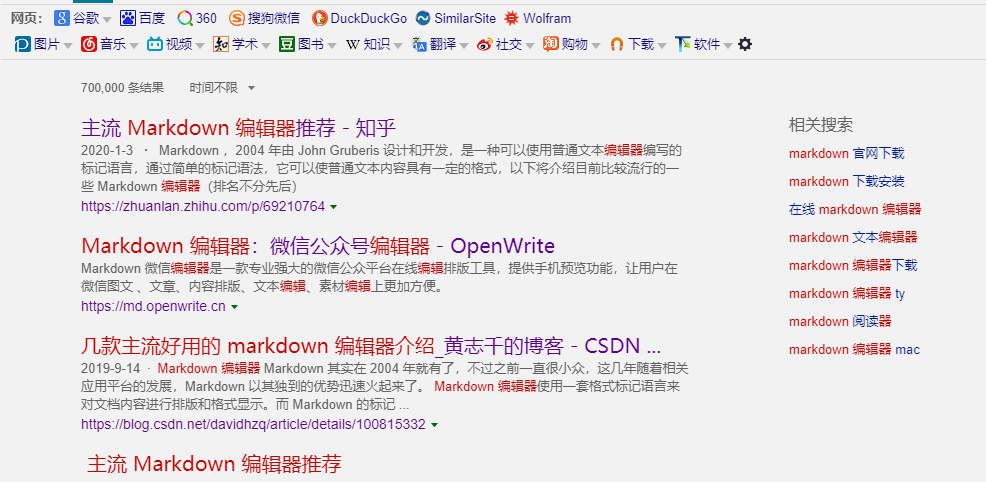 网页： 谷歌 百度 360 搜狗微信 DuckDuckGo SimilarSite Wolfram
图片 音乐 视频 学术 图书 知识 翻译 社交 购物 下载 软件
700,000 条结果 时间不限
主流 Markdown 编辑器推荐 - 知乎
2020-1-3 · Markdown ，2004 年由 John Gruberis 设计和开发，是一种可以使用普通文本编辑器编写的
标记语言，通过简单的标记语法，它可以使普通文本内容具有一定的格式，以下将介绍目前比较流行的一
些 Markdown 编辑器（排名不分先后）
https://zhuanlan.zhihu.com/p/69210764
Markdown 编辑器：微信公众号编辑器 - OpenWrite
Markdown 微信编辑器是一款专业强大的微信公众平台在线编辑排版工具，提供手机预览功能，让用户在
微信图文 、文章、内容排版、文本编辑、素材编辑上更加方便。
https://md.openwrite.cn
几款主流好用的 markdown 编辑器介绍_黄志千的博客 - CSDN ...
2019-9-14 · Markdown 编辑器 Markdown 其实在 2004 年就有了，不过之前一直很小众，这几年随着相关
应用平台的发展，Markdown 以其独到的优势迅速火起来了。 Markdown 编辑器使用一套格式标记语言来
对文档内容进行排版和格式显示。而 Markdown 的标记 ...
https://blog.csdn.net/davidhzq/article/details/100815332
主流 Markdown 编辑器推荐
相关搜索
markdown 官网下载
markdown 下载安装
在线 markdown 编辑器
markdown 文本编辑器
markdown 编辑器下载
markdown 编辑器 ty
markdown 阅读器
markdown 编辑器 mac